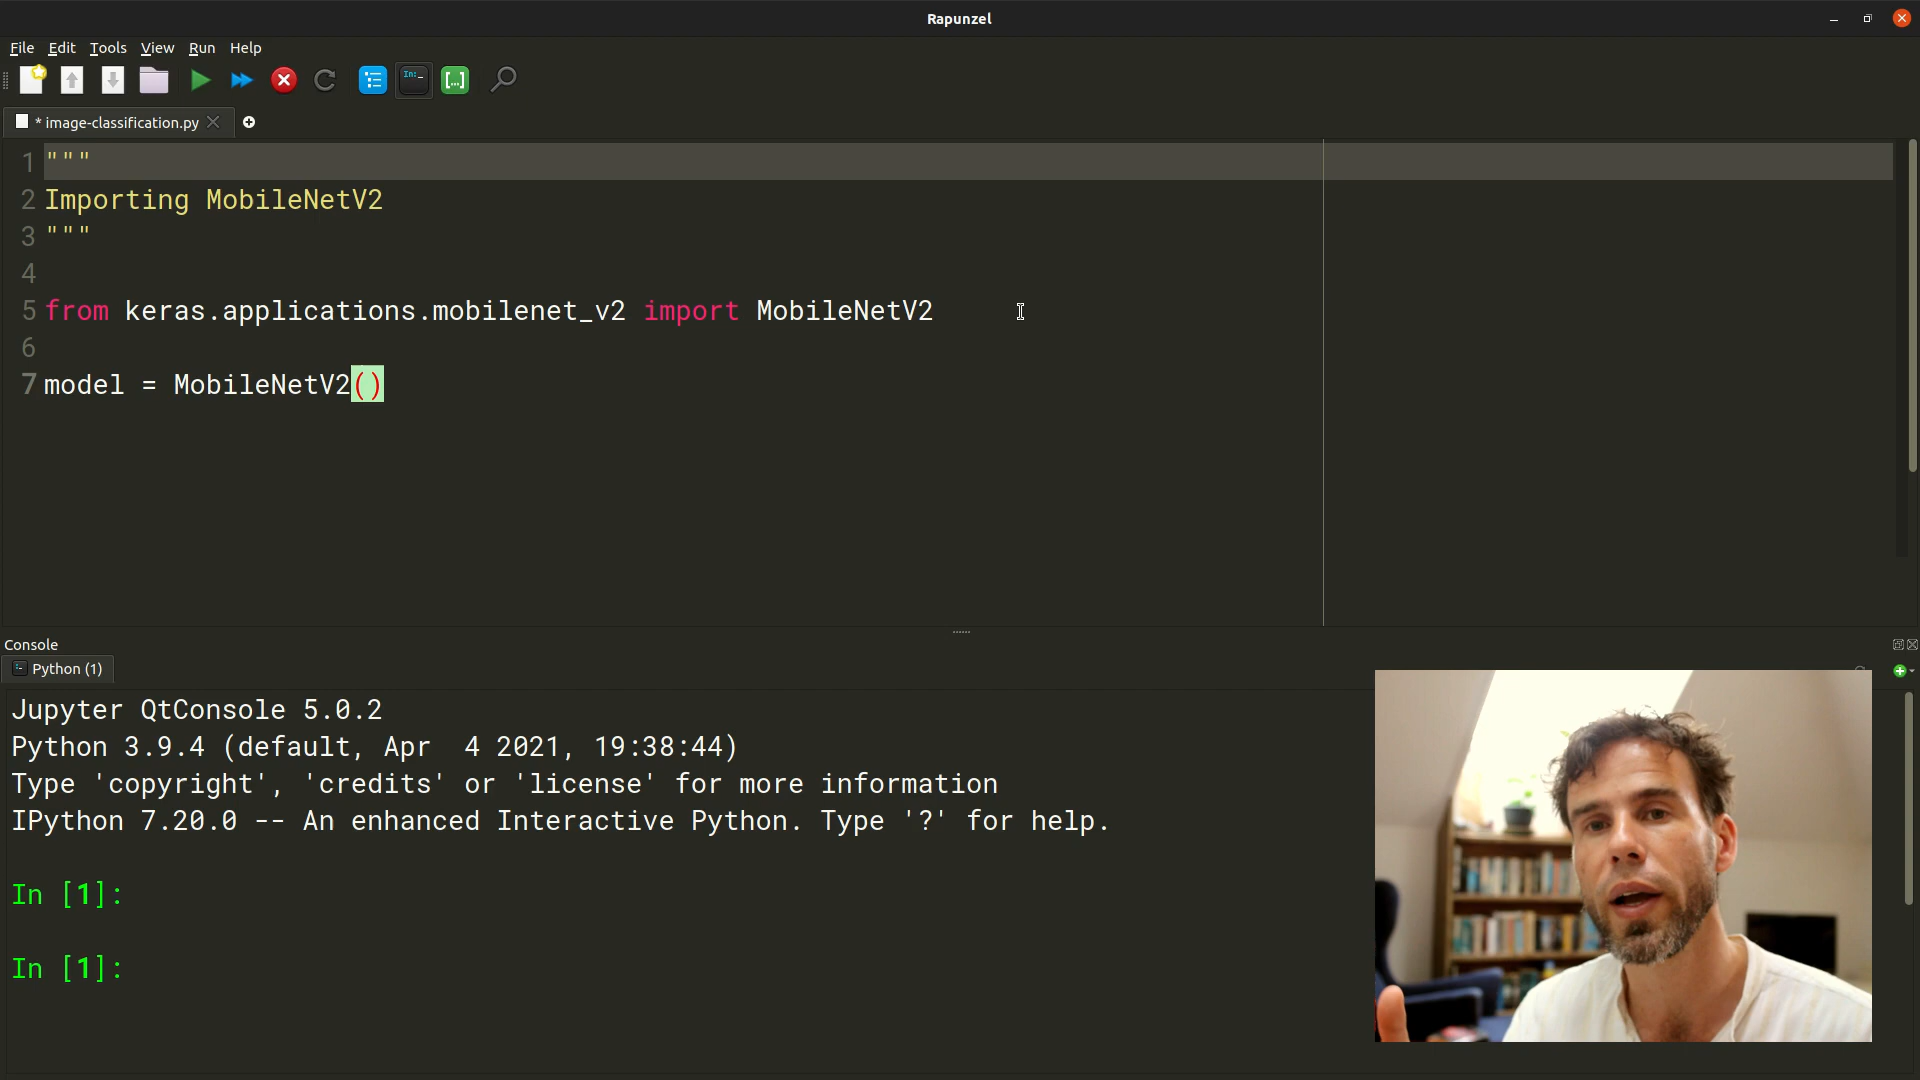 Rapunzel
File Edit Tools View Run Help
In:
[...]
* image-classification.py
1 """
2 Importing MobileNetV2
3 """
4
5 from keras.applications.mobilenet_v2 import MobileNetV2
6
7 model = MobileNetV2()
Console
Python (1)
Jupyter QtConsole 5.0.2
Python 3.9.4 (default, Apr  4 2021, 19:38:44)
Type 'copyright', 'credits' or 'license' for more information
IPython 7.20.0 -- An enhanced Interactive Python. Type '?' for help.
In [1]:
In [1]: